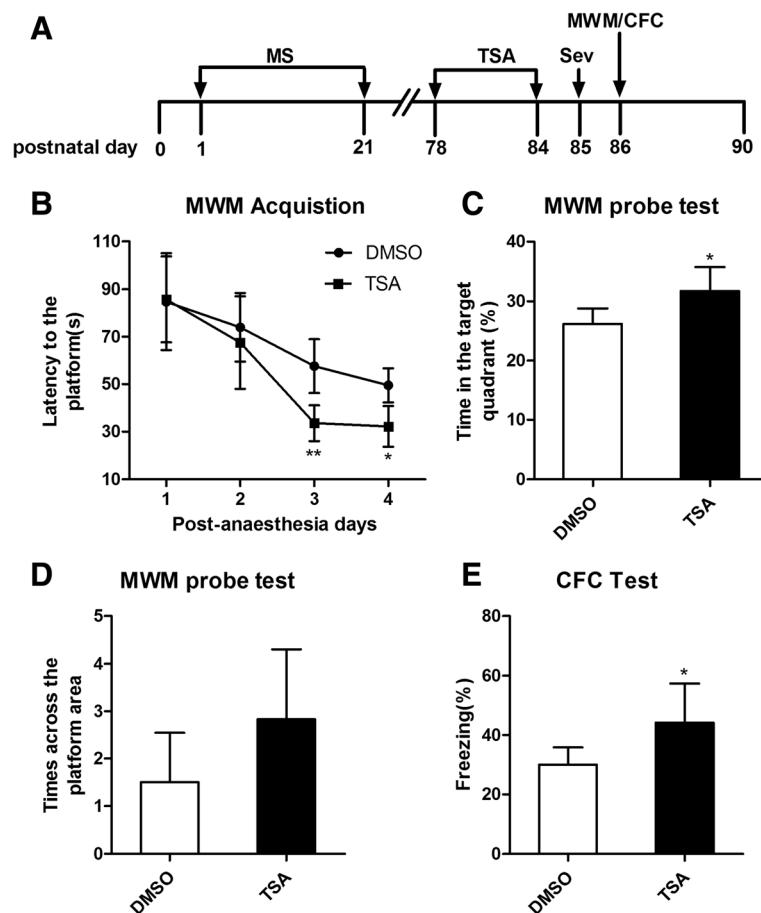 A
MWM/CFC
MS
TSA
Sev
postnatal day
0 1 21 78 84 85 86 90
B
MWM Acquistion
110
90
70
50
30
10
Latency to the
platform(s)
DMSO
TSA
**
*
1 2 3 4
Post-anaesthesia days
C
MWM probe test
40
30
20
10
0
Time in the target
quadrant (%)
*
DMSO
TSA
D
MWM probe test
5
4
3
2
1
0
Times across the
platform area
DMSO
TSA
E
CFC Test
80
60
40
20
0
Freezing(%)
*
DMSO
TSA